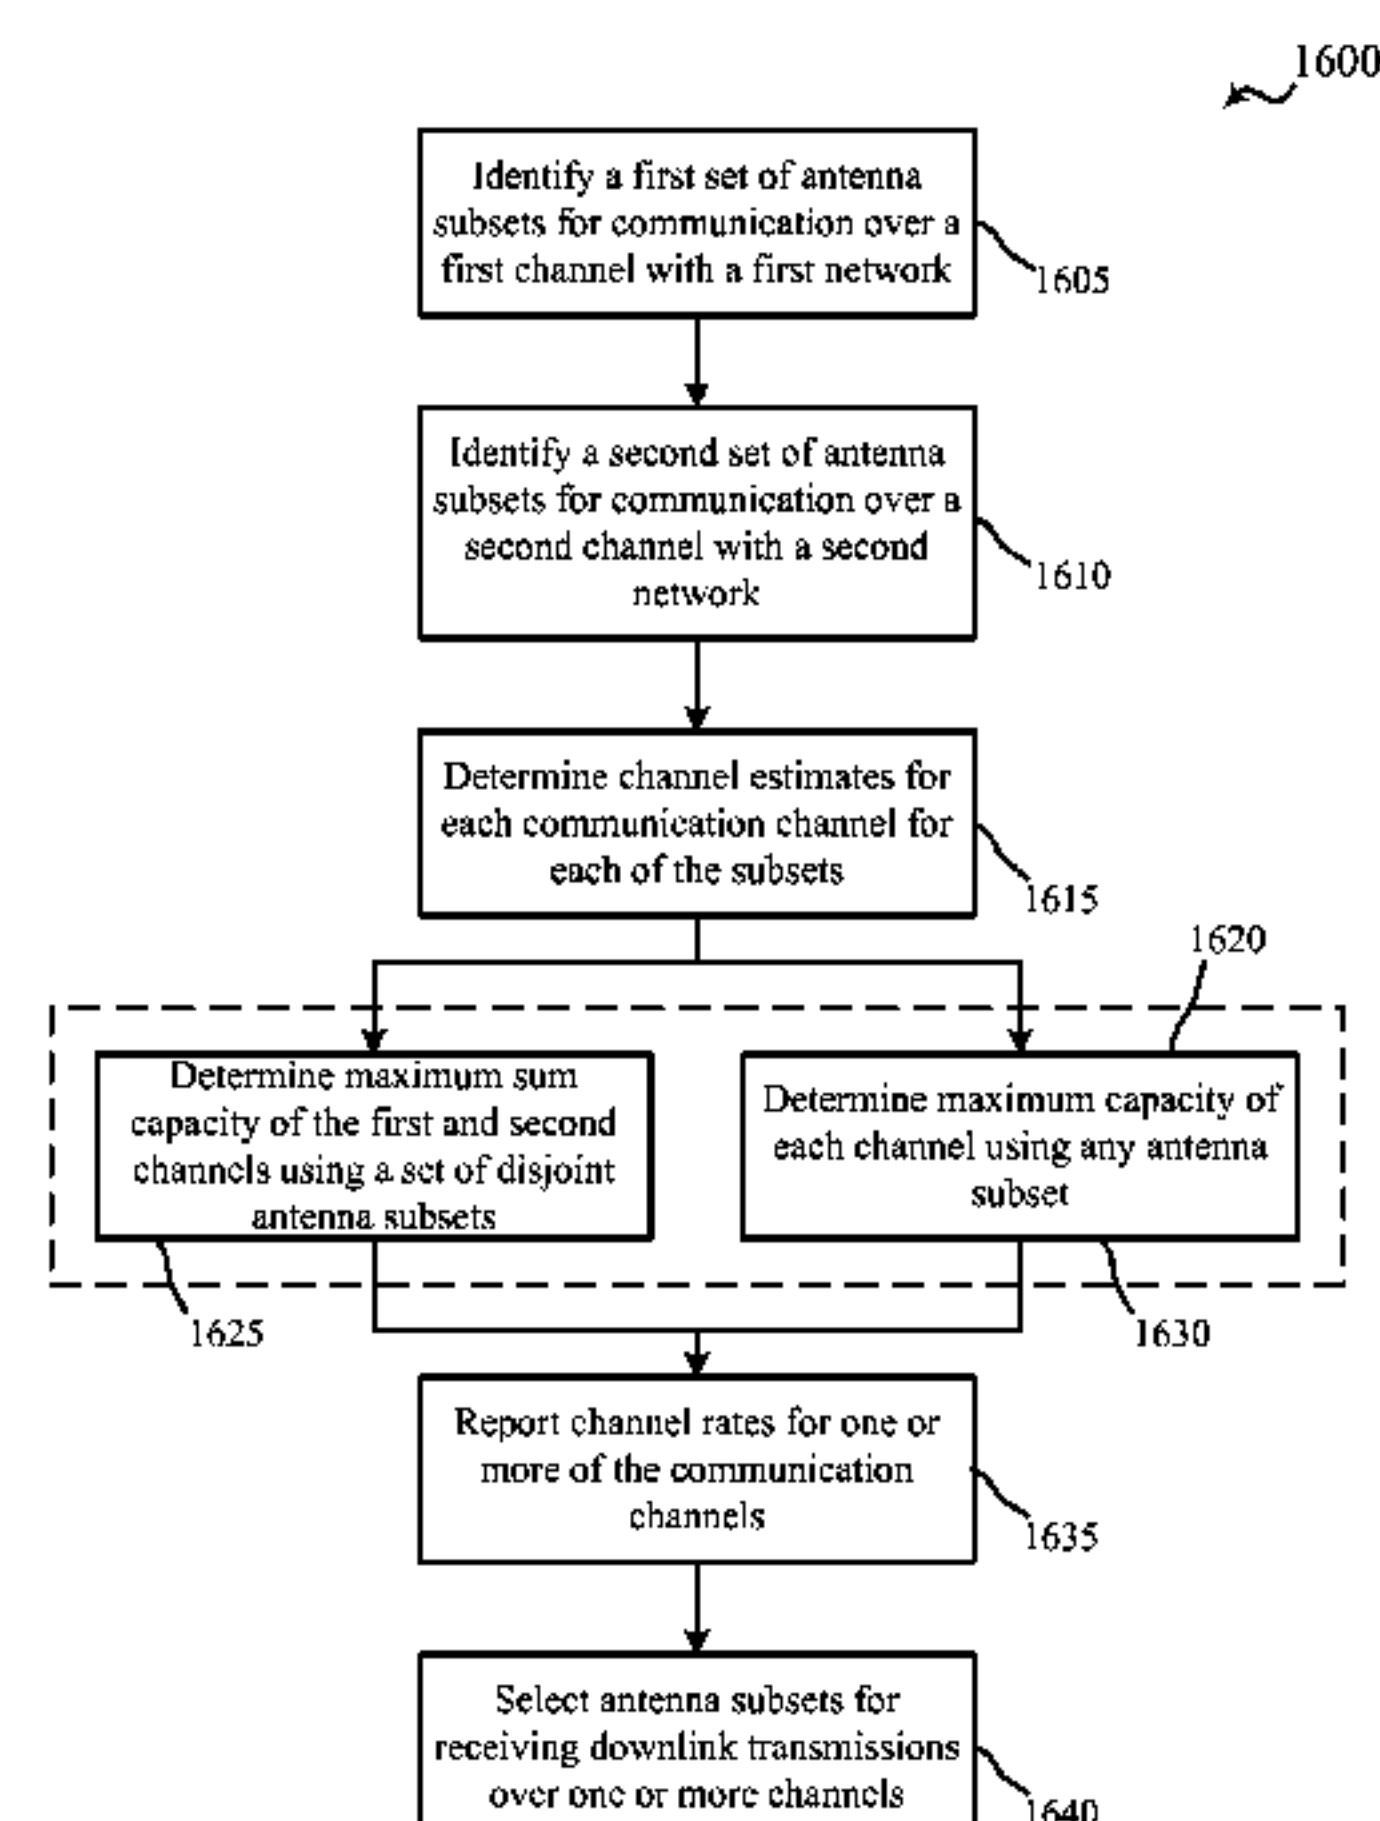 1600
Identify a first set of antenna
subsets for communication over a
first channel with a first network
1605
Identify a second set of antenna
subsets for communication over a
second channel with a second
network
1610
Determine channel estimates for
each communication channel for
each of the subsets
1615
1620
Determine maximum sum
capacity of the first and second
channels using a set of disjoint
antenna subsets
1625
Determine maximum capacity of
each channel using any antenna
subset
1630
Report channel rates for one or
more of the communication
channels
1635
Select antenna subsets for
receiving downlink transmissions
over one or more channels
1640